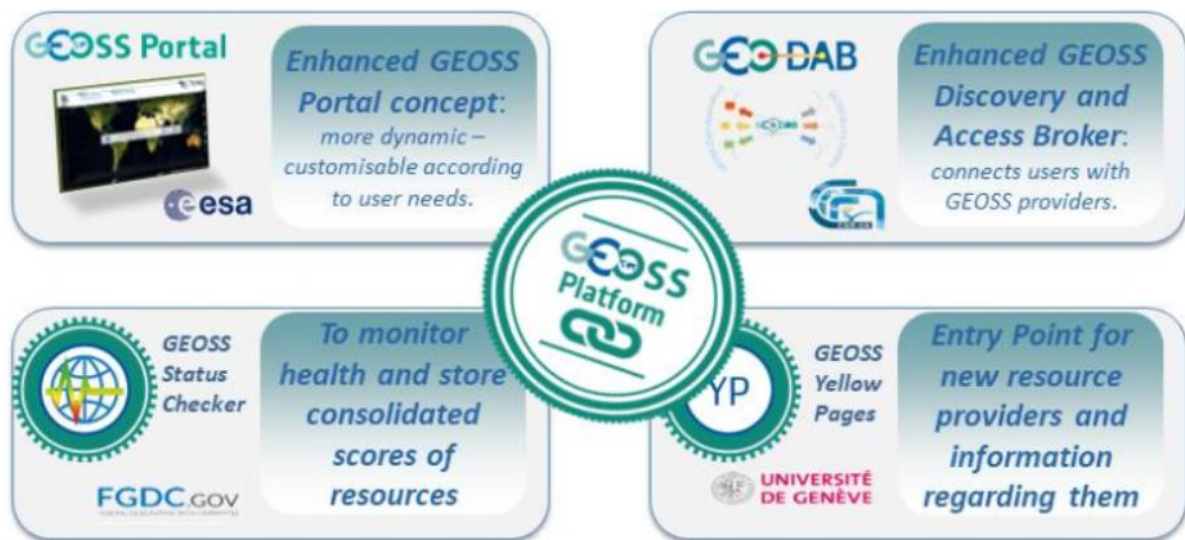 GEOSS Portal
Enhanced GEOSS
Portal concept:
more dynamic –
customisable according
to user needs.
esa
GEO DAB
Enhanced GEOSS
Discovery and
Access Broker:
connects users with
GEOSS providers.
GEOSS
Platform
GEOSS
Status
Checker
To monitor
health and store
consolidated
scores of
resources
FGDC.GOV
YP
GEOSS
Yellow
Pages
Entry Point for
new resource
providers and
information
regarding them
UNIVERSITÉ
DE GENÈVE